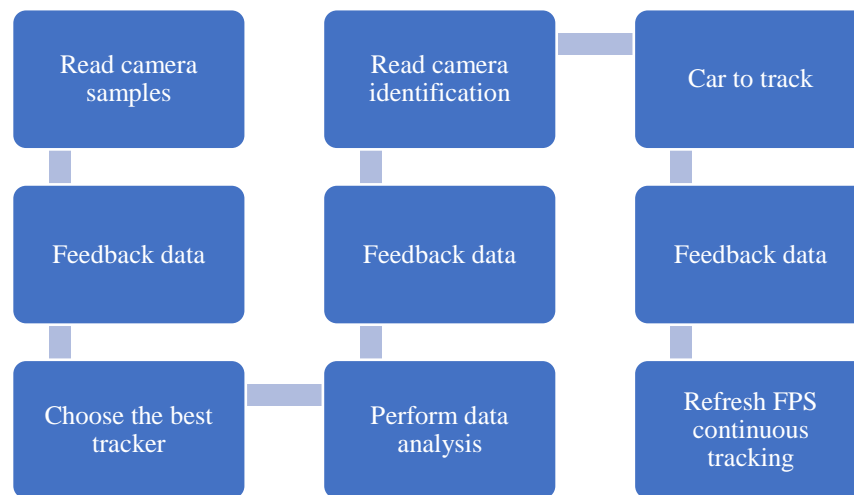 Read camera
samples
Feedback data
Choose the best
tracker
Perform data
analysis
Feedback data
Read camera
identification
Car to track
Feedback data
Refresh FPS
continuous
tracking